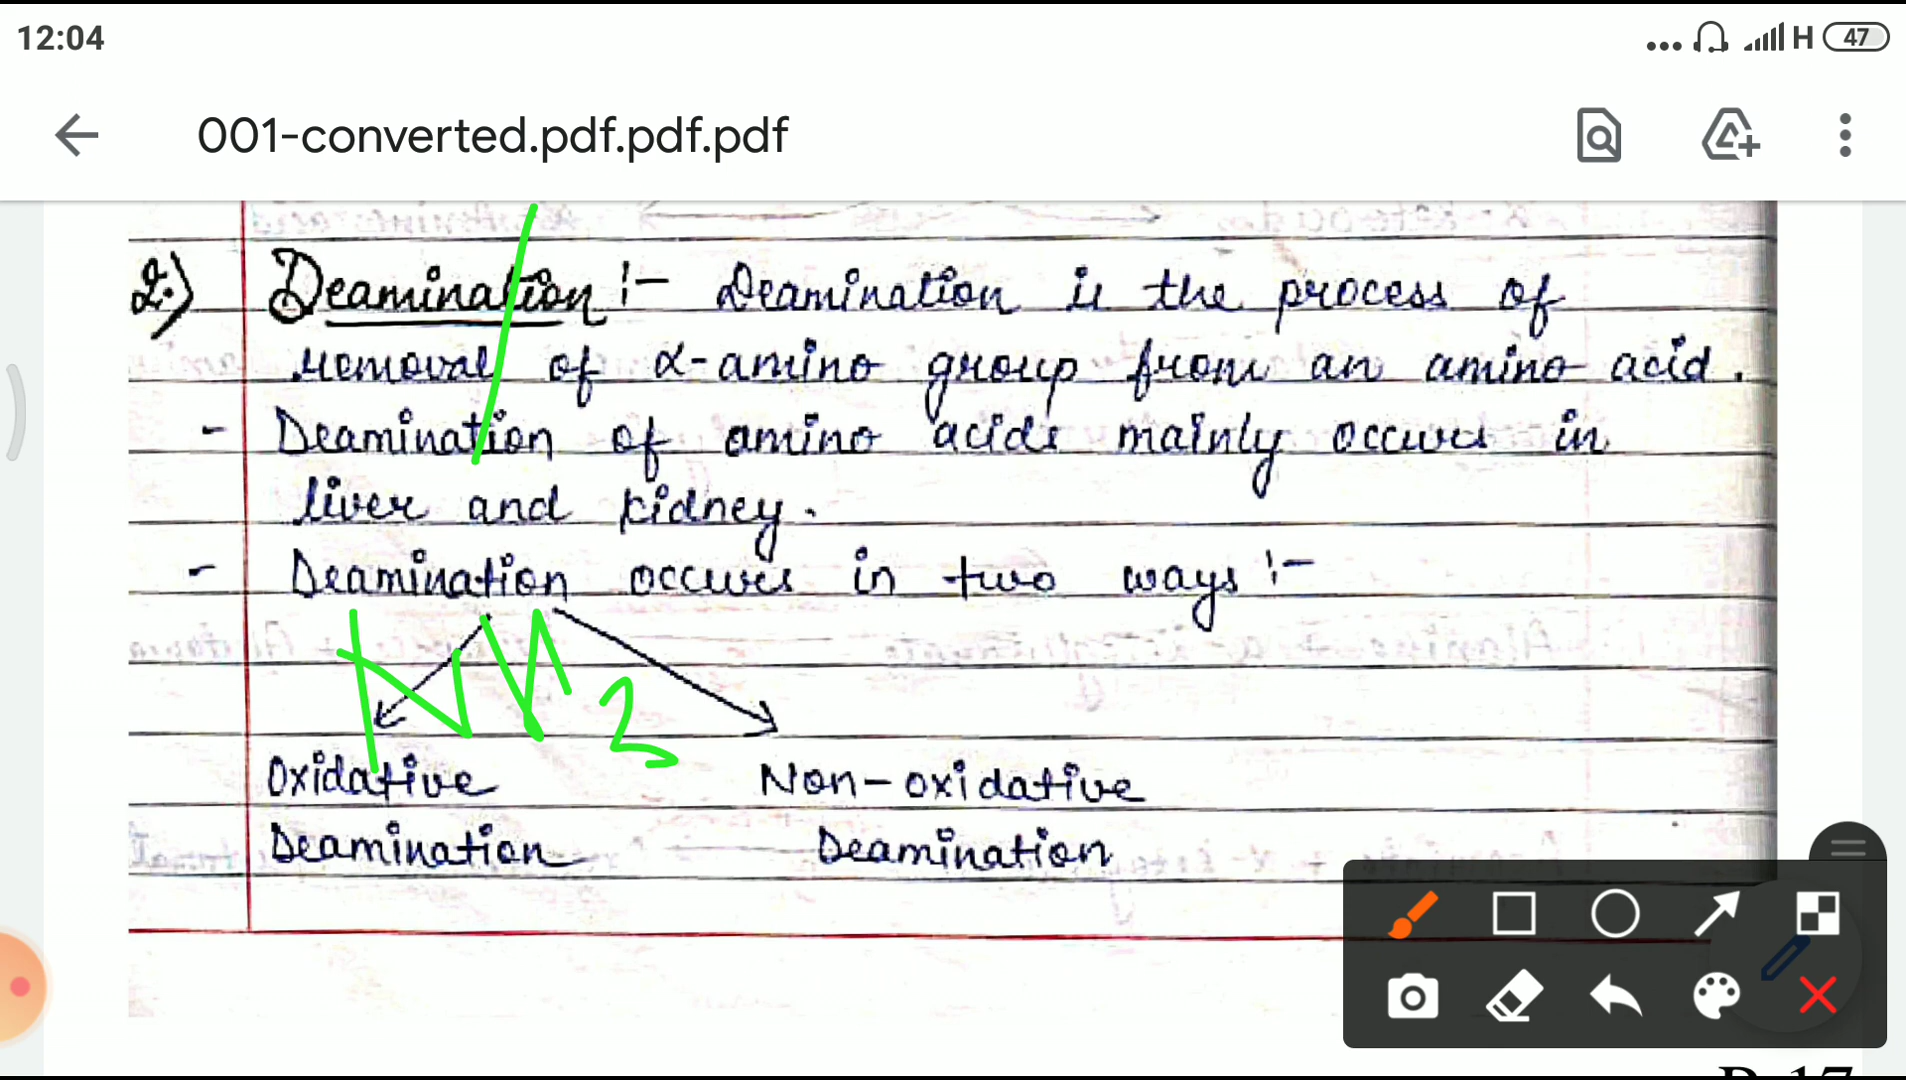 12:04
H 47
001-converted.pdf.pdf.pdf
2.) Deamination :- Deamination is the process of
removal of α-amino group from an amino acid.
- Deamination of amino acids mainly occurs in
liver and kidney.
- Deamination occurs in two ways :-
NH2
Oxidative Non-oxidative
Deamination Deamination